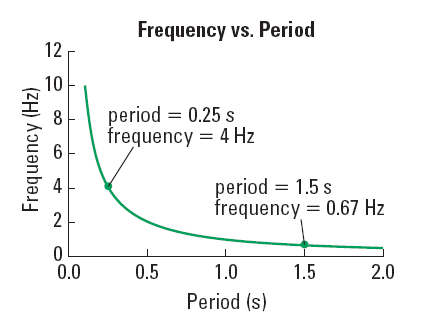 Frequency vs. Period
Frequency (Hz)
12
10
8
6
4
2
0
period = 0.25 s
frequency = 4 Hz
period = 1.5 s
frequency = 0.67 Hz
0.0 0.5 1.0 1.5 2.0
Period (s)